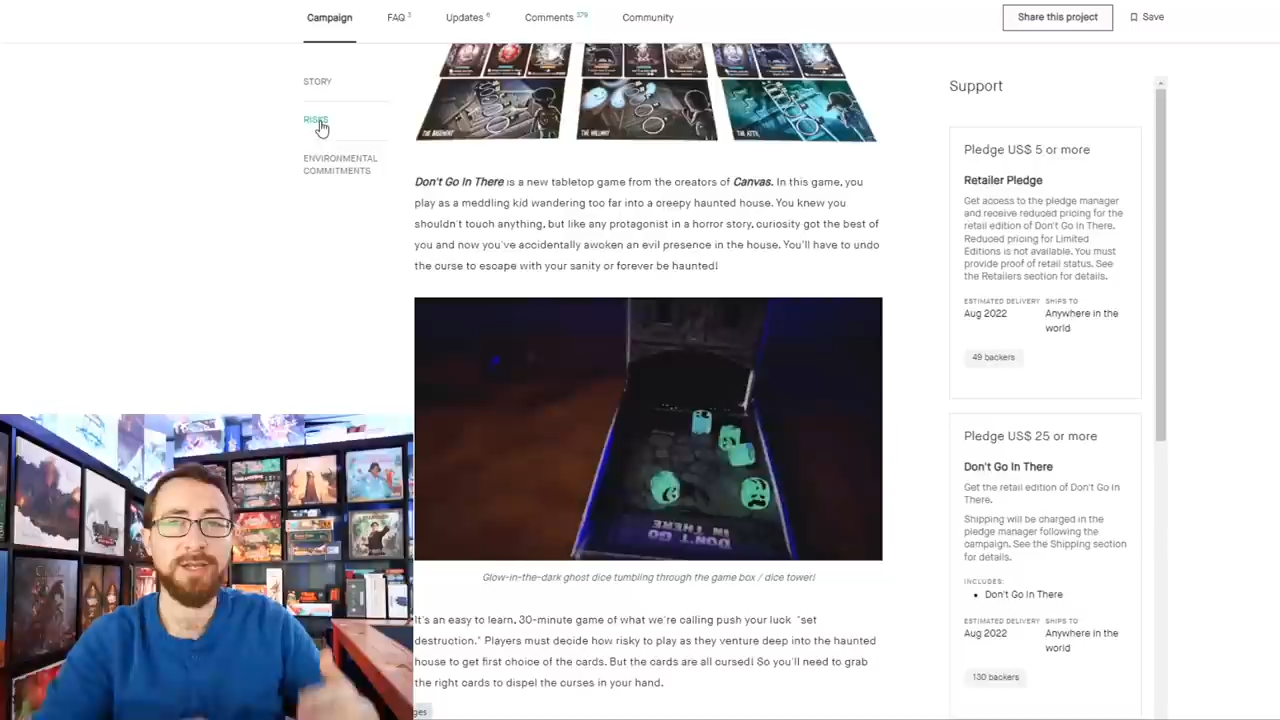 Campaign
FAQ 3
Updates 6
Comments 379
Community
Share this project
Save
STORY
RISKS
ENVIRONMENTAL
COMMITMENTS
THE BASEMENT
THE HALLWAY
THE ATTIC
Don't Go In There is a new tabletop game from the creators of Canvas. In this game, you
play as a meddling kid wandering too far into a creepy haunted house. You knew you
shouldn't touch anything, but like any protagonist in a horror story, curiosity got the best of
you and now you've accidentally awoken an evil presence in the house. You'll have to undo
the curse to escape with your sanity or forever be haunted!
DON'T GO
IN THERE
Glow-in-the-dark ghost dice tumbling through the game box / dice tower!
It's an easy to learn, 30-minute game of what we're calling push your luck "set
destruction." Players must decide how risky to play as they venture deep into the haunted
house to get first choice of the cards. But the cards are all cursed! So you'll need to grab
the right cards to dispel the curses in your hand.
ges
Support
Pledge US$ 5 or more
Retailer Pledge
Get access to the pledge manager
and receive reduced pricing for the
retail edition of Don't Go In There.
Reduced pricing for Limited
Editions is not available. You must
provide proof of retail status. See
the Retailers section for details.
ESTIMATED DELIVERY SHIPS TO
Aug 2022 Anywhere in the
world
49 backers
Pledge US$ 25 or more
Don't Go In There
Get the retail edition of Don't Go In
There.
Shipping will be charged in the
pledge manager following the
campaign. See the Shipping section
for details.
INCLUDES:
• Don't Go In There
ESTIMATED DELIVERY SHIPS TO
Aug 2022 Anywhere in the
world
130 backers